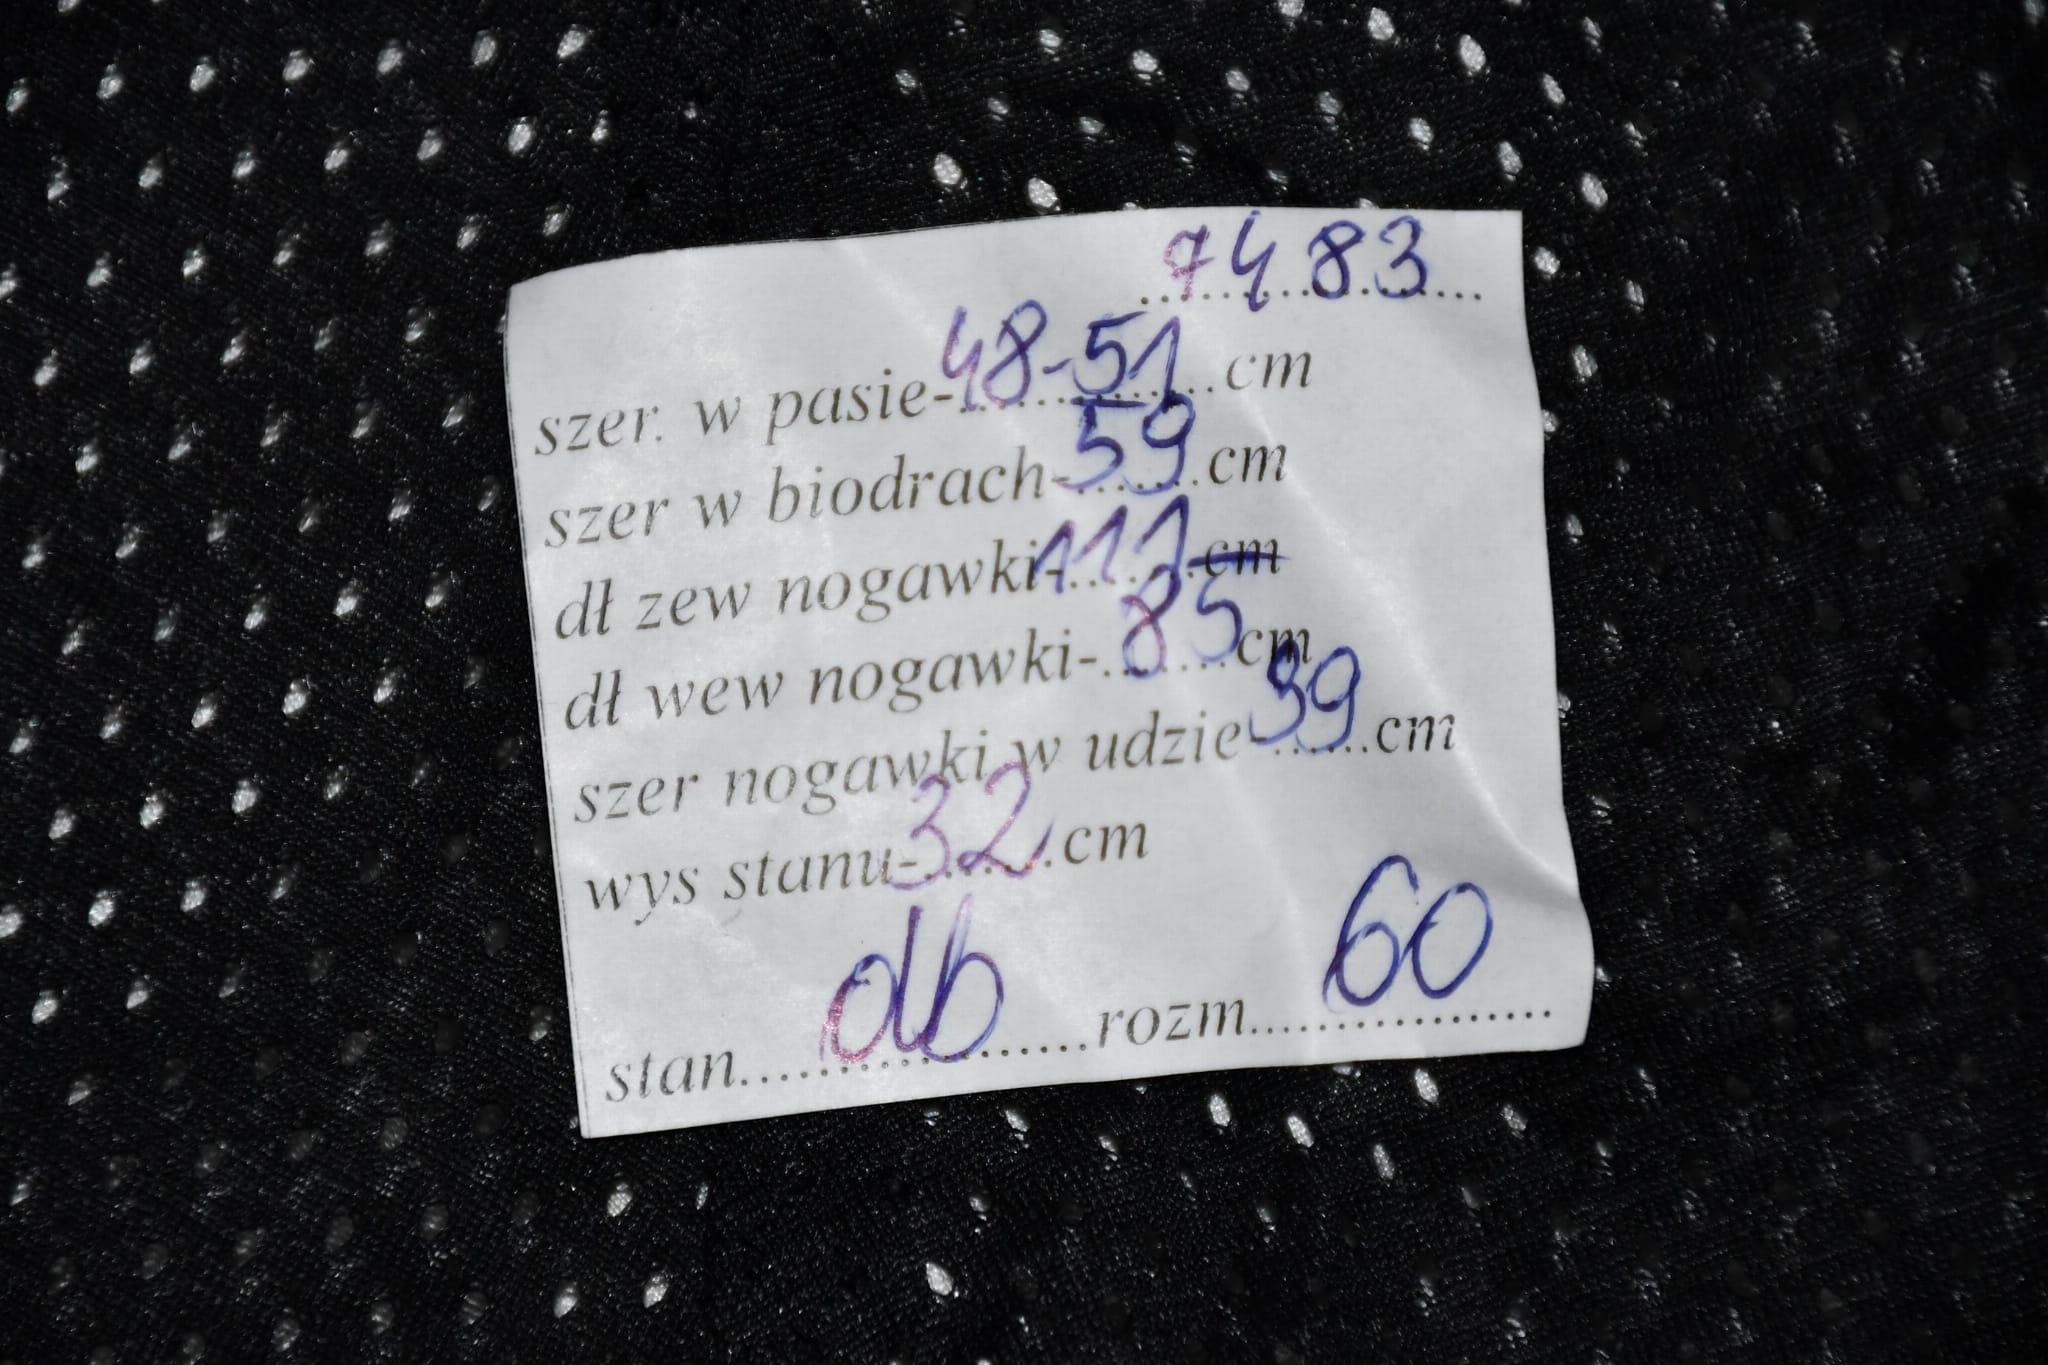 7483
szer. w pasie-48-51.cm
szer w biodrach-59.cm
dł zew nogawki-111 cm
dł wew nogawki-85 cm
szer nogawki w udzie-39 cm
wys stanu-32.cm
stan db rozm 60